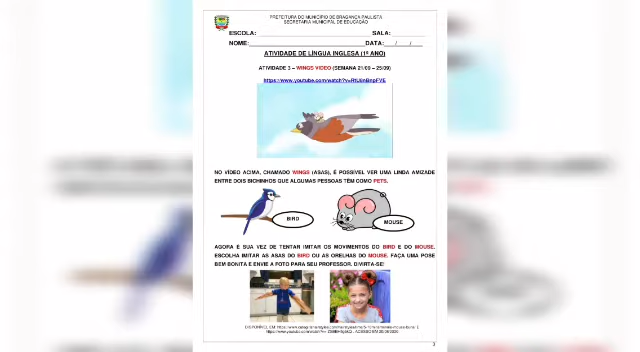 PREFEITURA DO MUNICÍPIO DE BRAGANÇA PAULISTA
SECRETARIA MUNICIPAL DE EDUCAÇÃO
ESCOLA: SALA:
NOME: DATA: / /
ATIVIDADE DE LÍNGUA INGLESA (1º ANO)
ATIVIDADE 3 – WINGS VIDEO (SEMANA 21/09 – 25/09)
NO VÍDEO ACIMA, CHAMADO WINGS (ASAS), É POSSÍVEL VER UMA LINDA AMIZADE
ENTRE DOIS BICHINHOS QUE ALGUMAS PESSOAS TÊM COMO PETS.
BIRD
MOUSE
AGORA É SUA VEZ DE TENTAR IMITAR OS MOVIMENTOS DO BIRD E DO MOUSE.
ESCOLHA IMITAR AS ASAS DO BIRD OU AS ORELHAS DO MOUSE. FAÇA UMA POSE
BEM BONITA E ENVIE A FOTO PARA SEU PROFESSOR. DIVIRTA-SE!
3